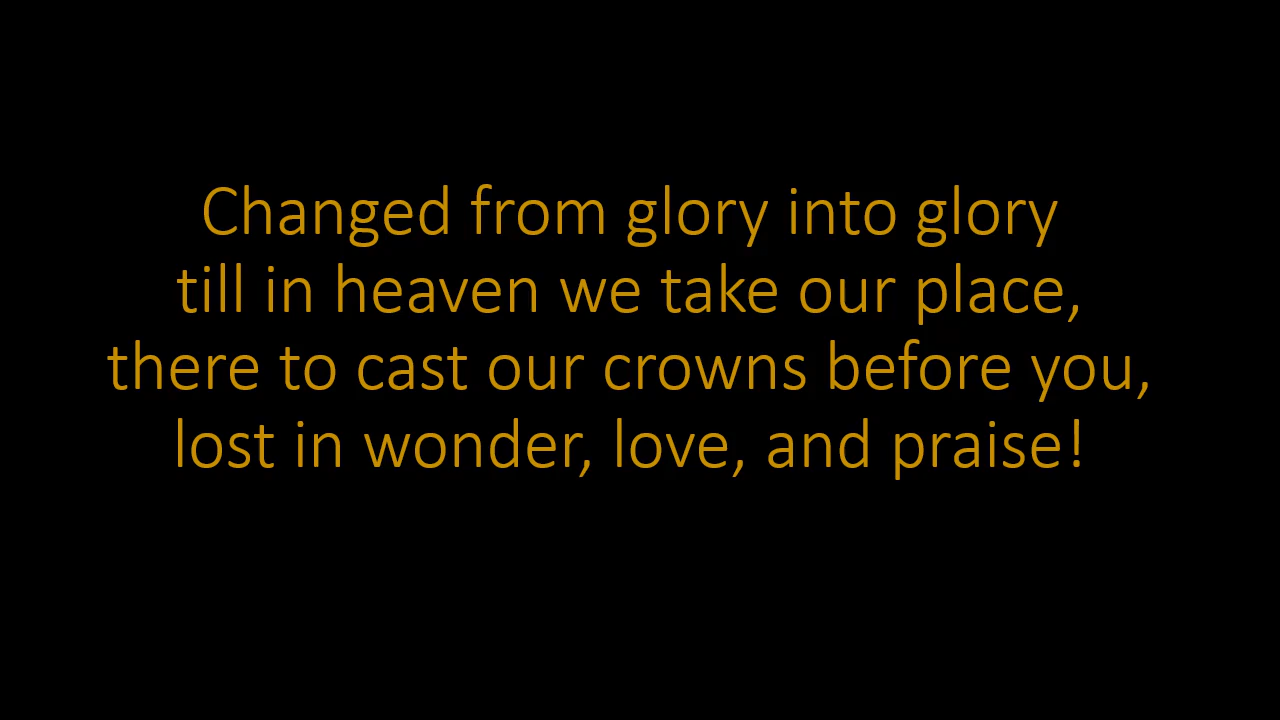 Changed from glory into glory
till in heaven we take our place,
there to cast our crowns before you,
lost in wonder, love, and praise!